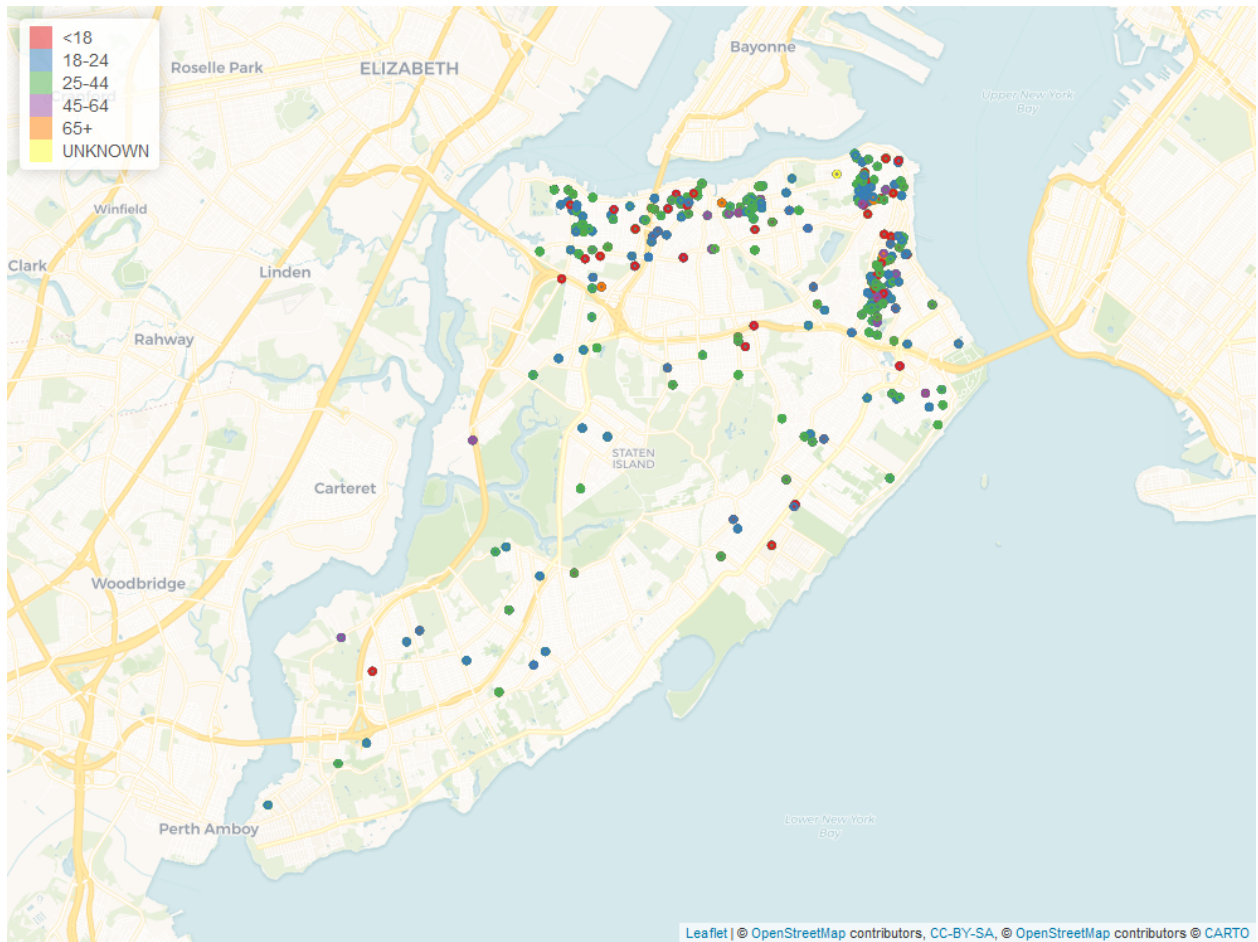 <18
18-24
25-44
45-64
65+
UNKNOWN
Roselle Park
ELIZABETH
Bayonne
Upper New York
Bay
Cranford
Winfield
Clark
Linden
Rahway
STATEN
ISLAND
Carteret
Woodbridge
Perth Amboy
Lower New York
Bay
Leaflet | © OpenStreetMap contributors, CC-BY-SA, © OpenStreetMap contributors © CARTO